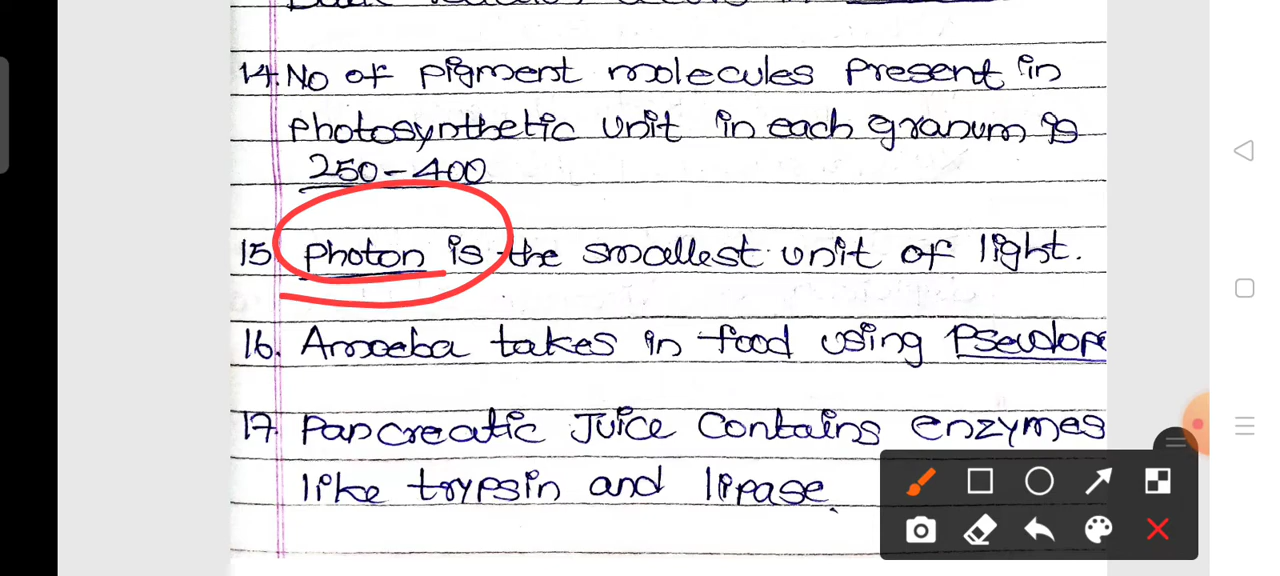 14. No of pigment molecules present in
photosynthetic unit in each granum is
250-400
15 Photon is the smallest unit of light.
16. Amoeba takes in food using Pseudop
17. Pancreatic Juice contains enzymes
like trypsin and lipase.